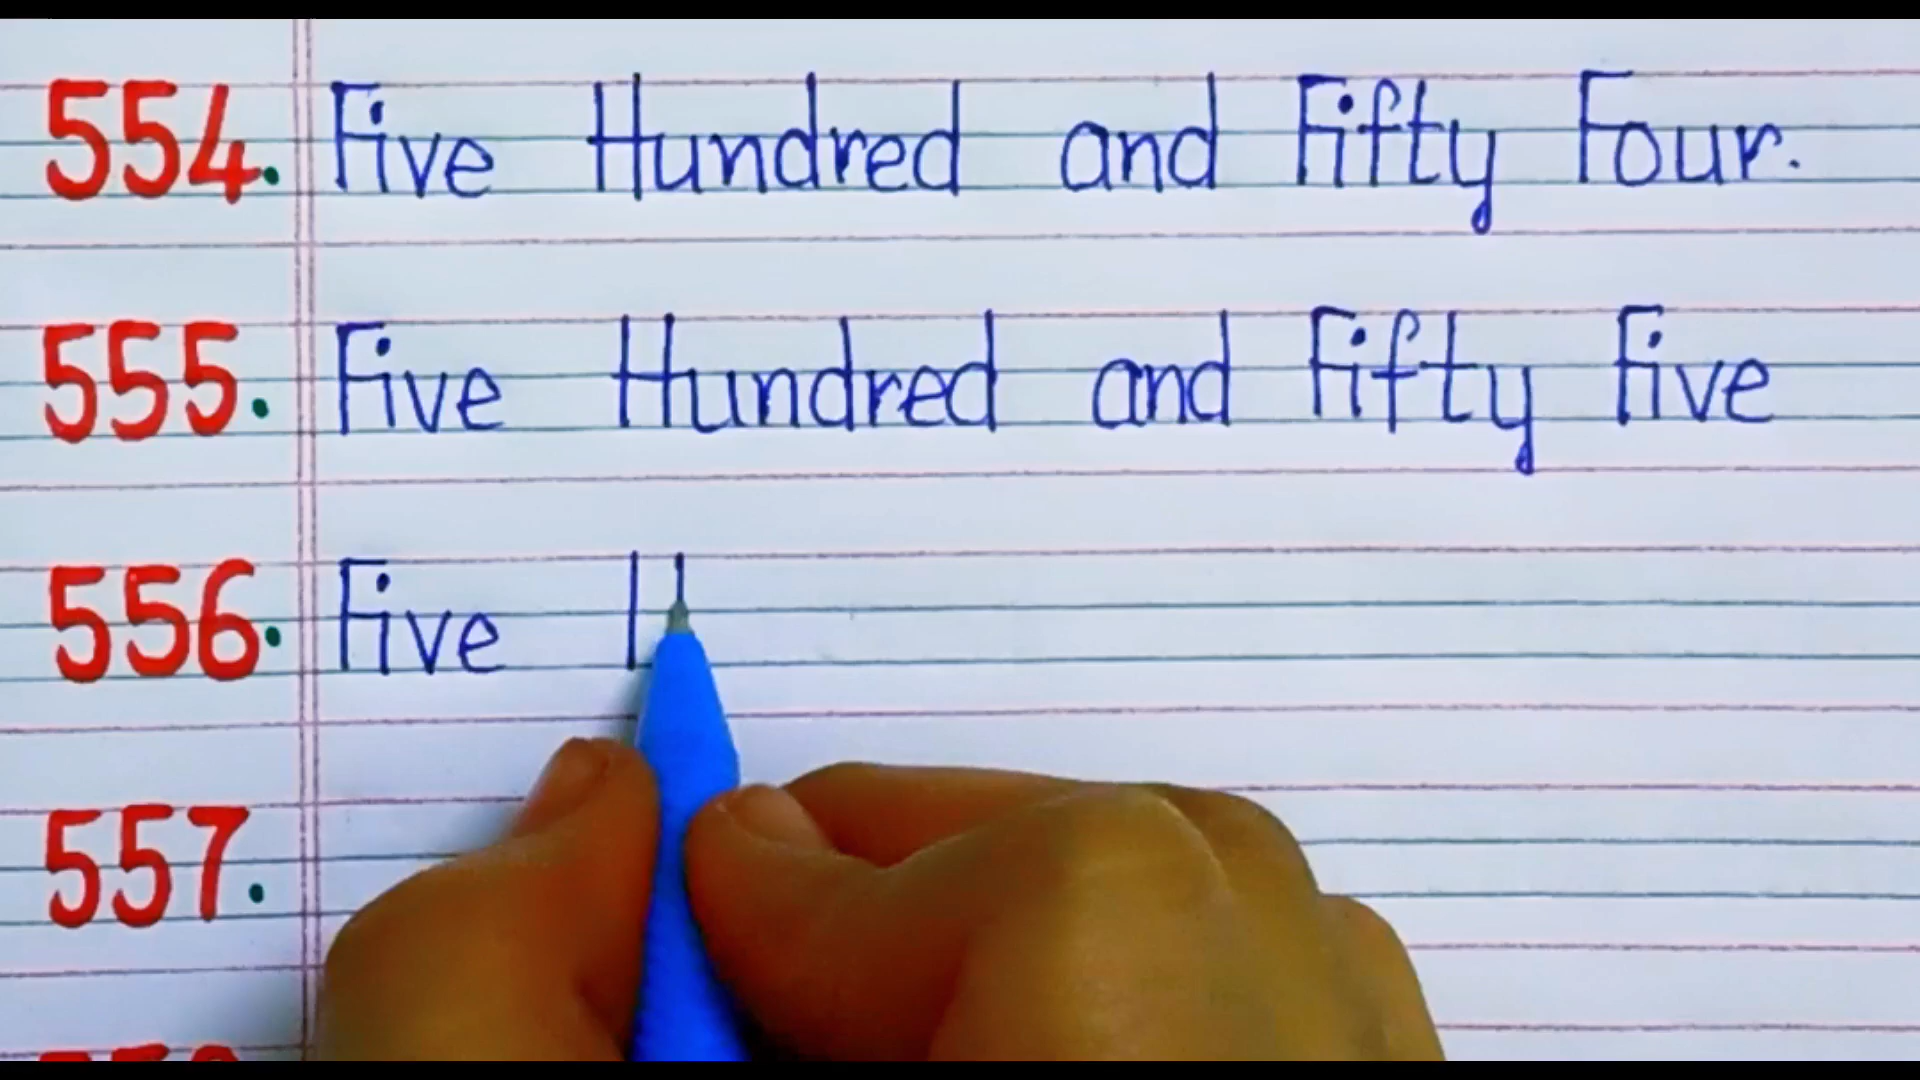 554. Five Hundred and Fifty Four.
555. Five Hundred and Fifty Five
556. Five
557.